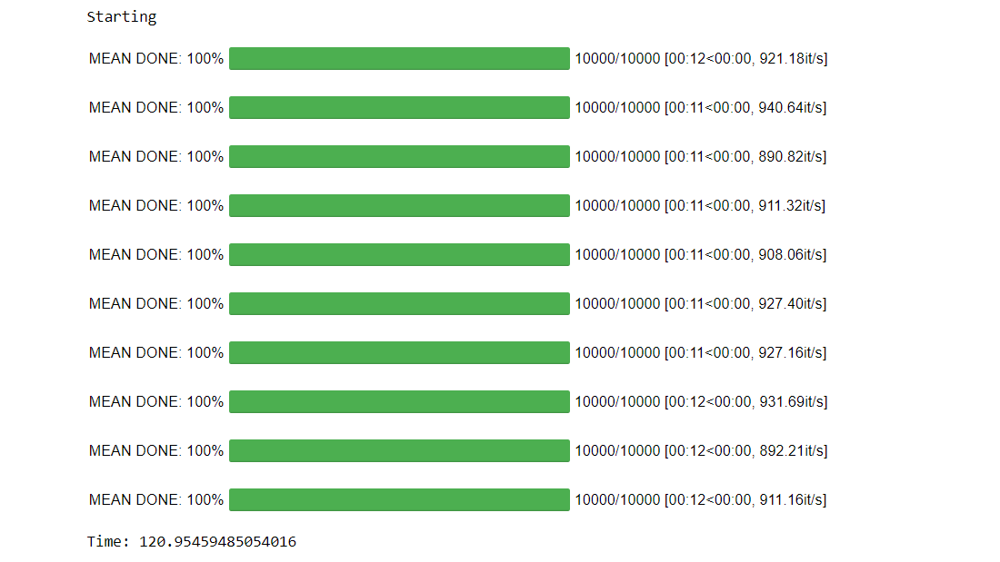 Starting
MEAN DONE: 100% 10000/10000 [00:12<00:00, 921.18it/s]
MEAN DONE: 100% 10000/10000 [00:11<00:00, 940.64it/s]
MEAN DONE: 100% 10000/10000 [00:11<00:00, 890.82it/s]
MEAN DONE: 100% 10000/10000 [00:11<00:00, 911.32it/s]
MEAN DONE: 100% 10000/10000 [00:11<00:00, 908.06it/s]
MEAN DONE: 100% 10000/10000 [00:11<00:00, 927.40it/s]
MEAN DONE: 100% 10000/10000 [00:11<00:00, 927.16it/s]
MEAN DONE: 100% 10000/10000 [00:12<00:00, 931.69it/s]
MEAN DONE: 100% 10000/10000 [00:12<00:00, 892.21it/s]
MEAN DONE: 100% 10000/10000 [00:12<00:00, 911.16it/s]
Time: 120.95459485054016